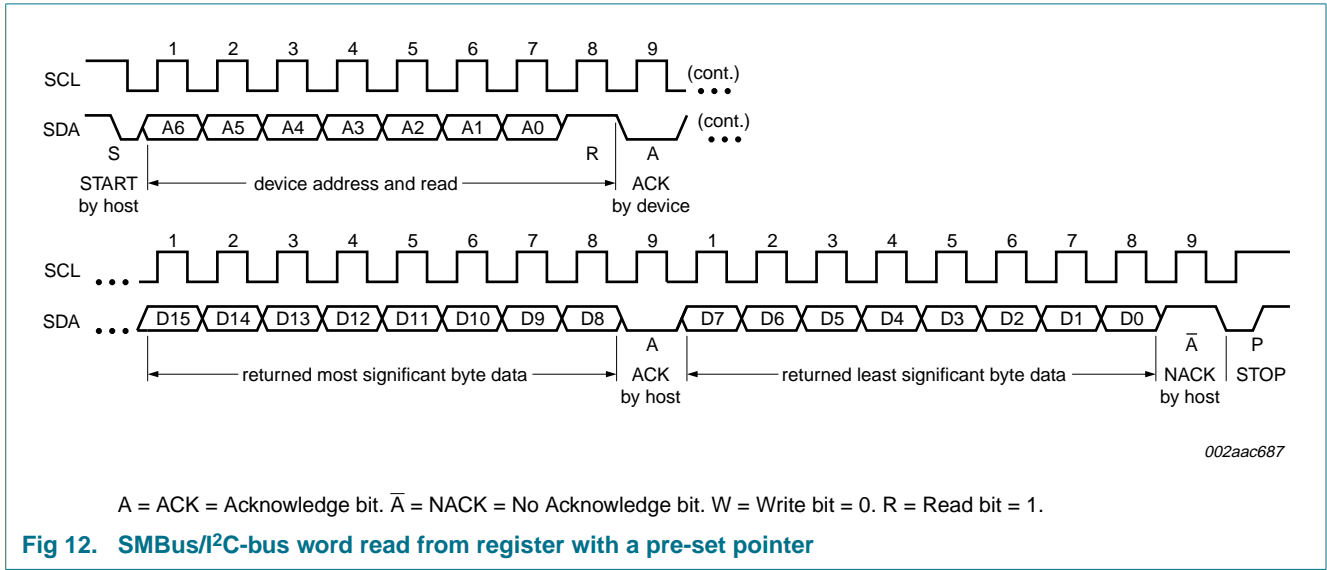 1 2 3 4 5 6 7 8 9
SCL (cont.)
SDA A6 A5 A4 A3 A2 A1 A0 (cont.)
S R A
START device address and read ACK
by host by device
1 2 3 4 5 6 7 8 9 1 2 3 4 5 6 7 8 9
SCL
SDA D15 D14 D13 D12 D11 D10 D9 D8 D7 D6 D5 D4 D3 D2 D1 D0
A A̅ P
returned most significant byte data ACK returned least significant byte data NACK STOP
by host by host
002aac687
A = ACK = Acknowledge bit. A̅ = NACK = No Acknowledge bit. W = Write bit = 0. R = Read bit = 1.
Fig 12. SMBus/I²C-bus word read from register with a pre-set pointer